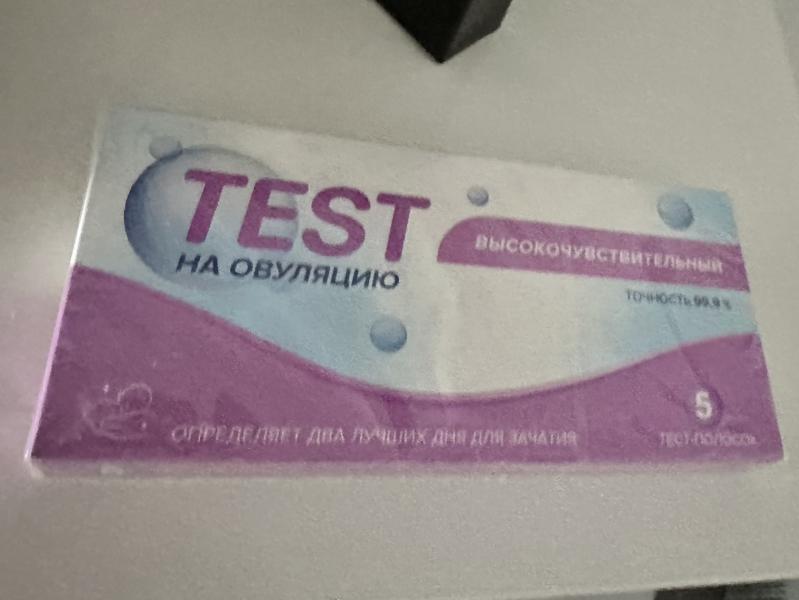 TEST
НА ОВУЛЯЦИЮ
ВЫСОКОЧУВСТВИТЕЛЬНЫЙ
ТОЧНОСТЬ 99,9 %
ОПРЕДЕЛЯЕТ ДВА ЛУЧШИХ ДНЯ ДЛЯ ЗАЧАТИЯ
5
ТЕСТ-ПОЛОСОК